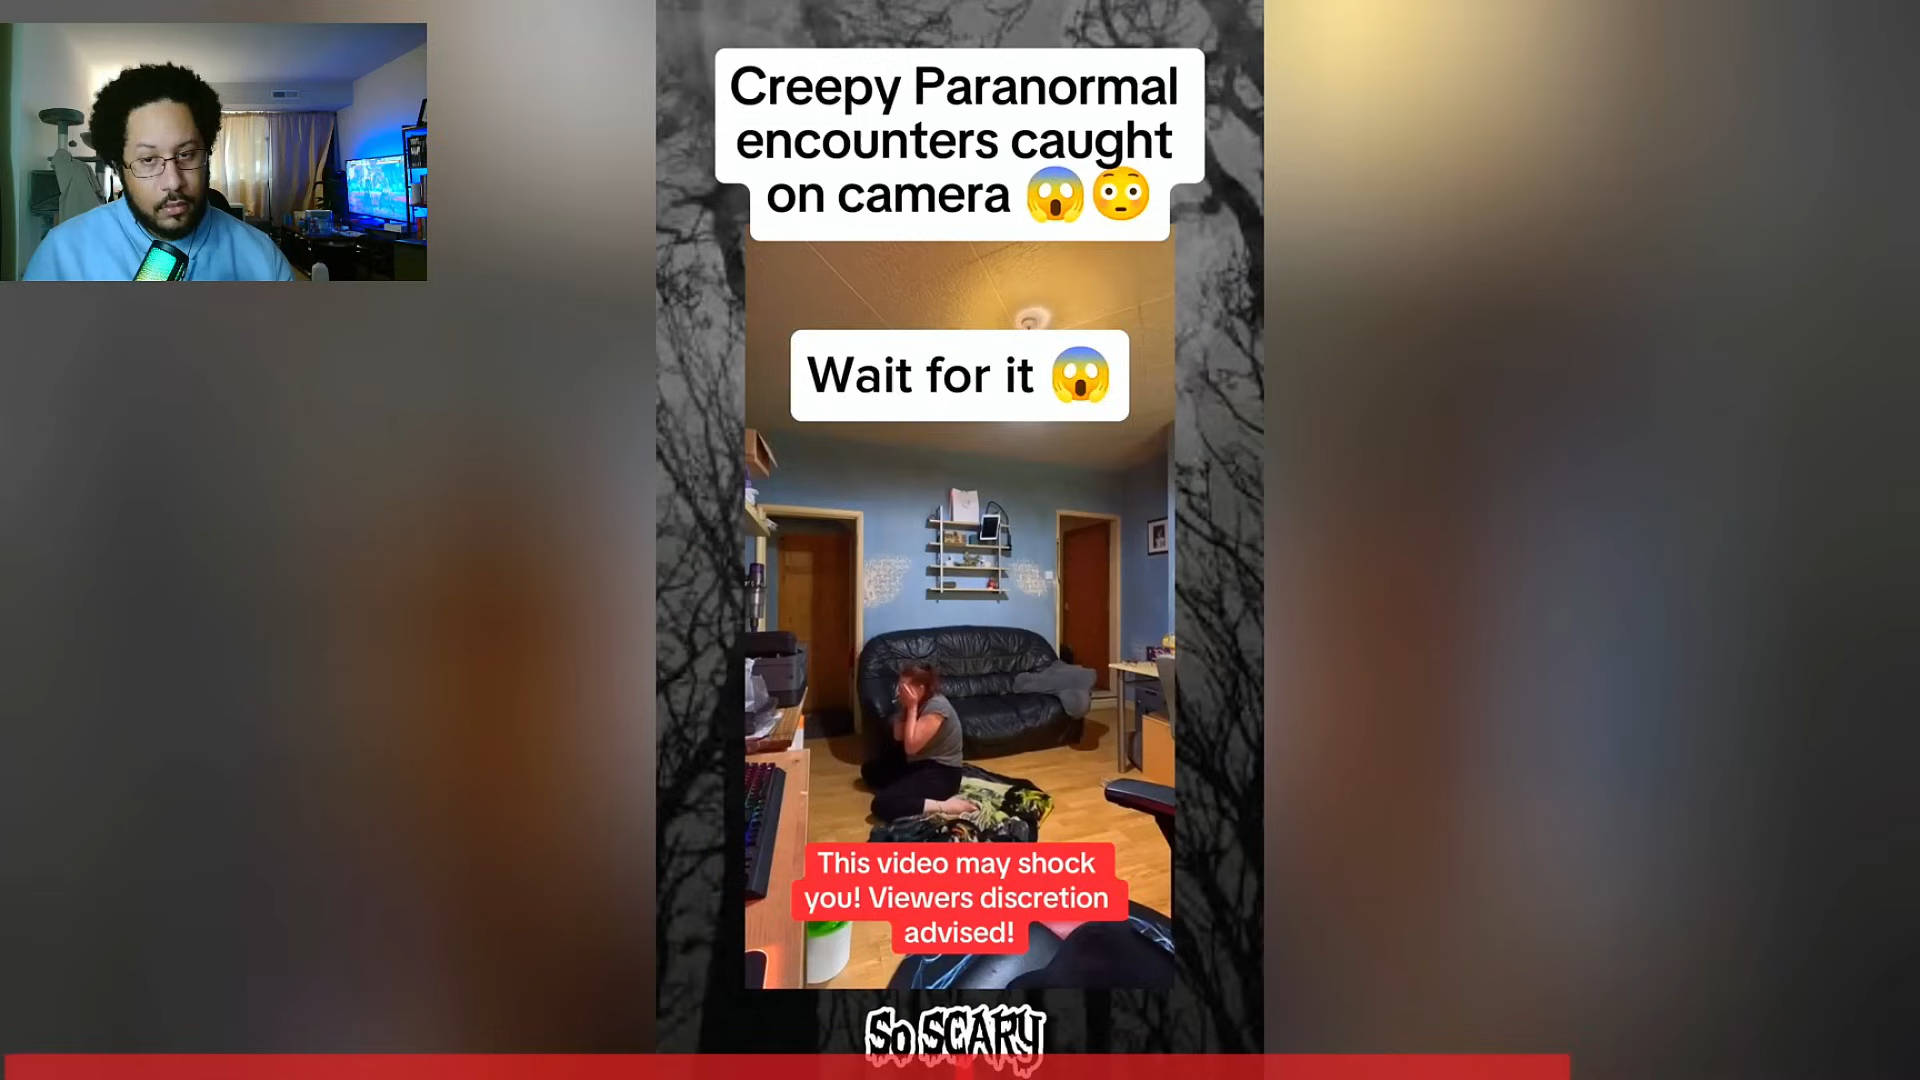 Creepy Paranormal
encounters caught
on camera 😱😳
Wait for it 😱
This video may shock
you! Viewers discretion
advised!
So SCARY